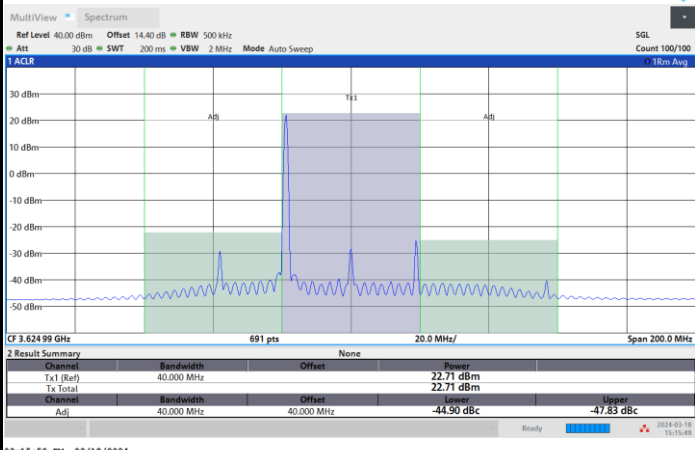 MultiView Spectrum
Ref Level 40.00 dBm Offset 14.40 dB RBW 500 kHz SGL
Att 30 dB SWT 200 ms VBW 2 MHz Mode Auto Sweep Count 100/100
1 ACLR 1Rm Avg
30 dBm
Tx1
20 dBm Adj Adj
10 dBm
0 dBm
-10 dBm
-20 dBm
-30 dBm
-40 dBm
-50 dBm
CF 3.624 99 GHz 691 pts 20.0 MHz/ Span 200.0 MHz
2 Result Summary None
Channel Bandwidth Offset Power
Tx1 (Ref) 40.000 MHz 22.71 dBm
Tx Total 22.71 dBm
Channel Bandwidth Offset Lower Upper
Adj 40.000 MHz 40.000 MHz -44.90 dBc -47.83 dBc
Ready 2024-03-18
15:15:49